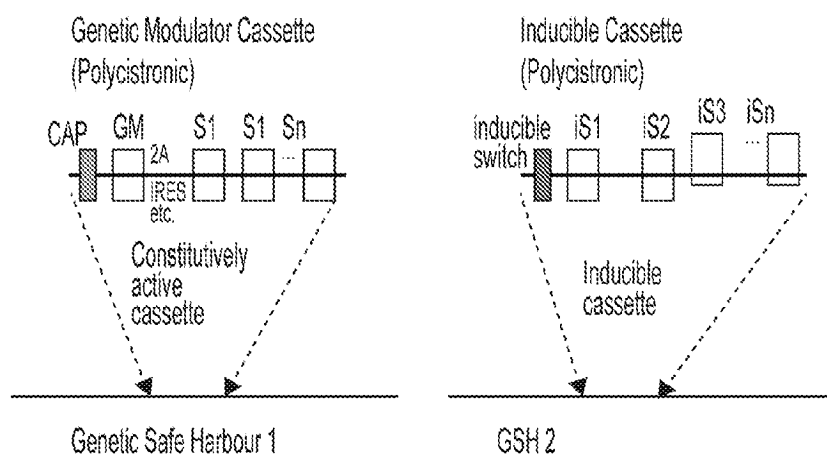 Genetic Modulator Cassette
(Polycistronic)
CAP GM S1 S1 Sn
2A ...
IRES
etc.
Constitutively
active
cassette
Genetic Safe Harbour 1
Inducible Cassette
(Polycistronic)
inducible
switch
iS1 iS2 iS3 iSn
...
Inducible
cassette
GSH 2